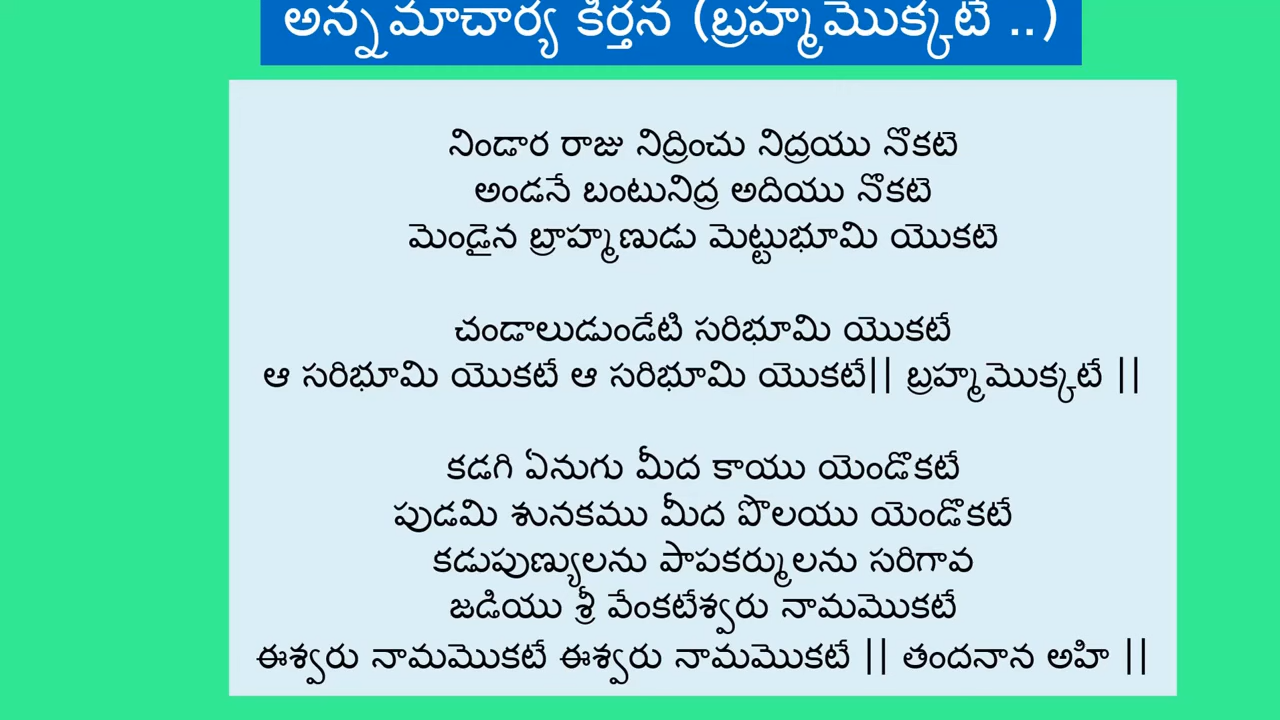 అన్నమాచార్య కీర్తన (బ్రహ్మమొక్కటే ..)
నిండార రాజు నిద్రించు నిద్రయు నొకటె
అండనే బంటునిద్ర అదియు నొకటె
మెండైన బ్రాహ్మణుడు మెట్టుభూమి యొకటె
చండాలుడుండేటి సరిభూమి యొకటే
ఆ సరిభూమి యొకటే ఆ సరిభూమి యొకటే|| బ్రహ్మమొక్కటే ||
కడగి ఏనుగు మీద కాయు యెండొకటే
పుడమి శునకము మీద పొలయు యెండొకటే
కడుపుణ్యులను పాపకర్ములను సరిగావ
జడియు శ్రీ వేంకటేశ్వరు నామమొకటే
ఈశ్వరు నామమొకటే ఈశ్వరు నామమొకటే || తందనాన అహి ||